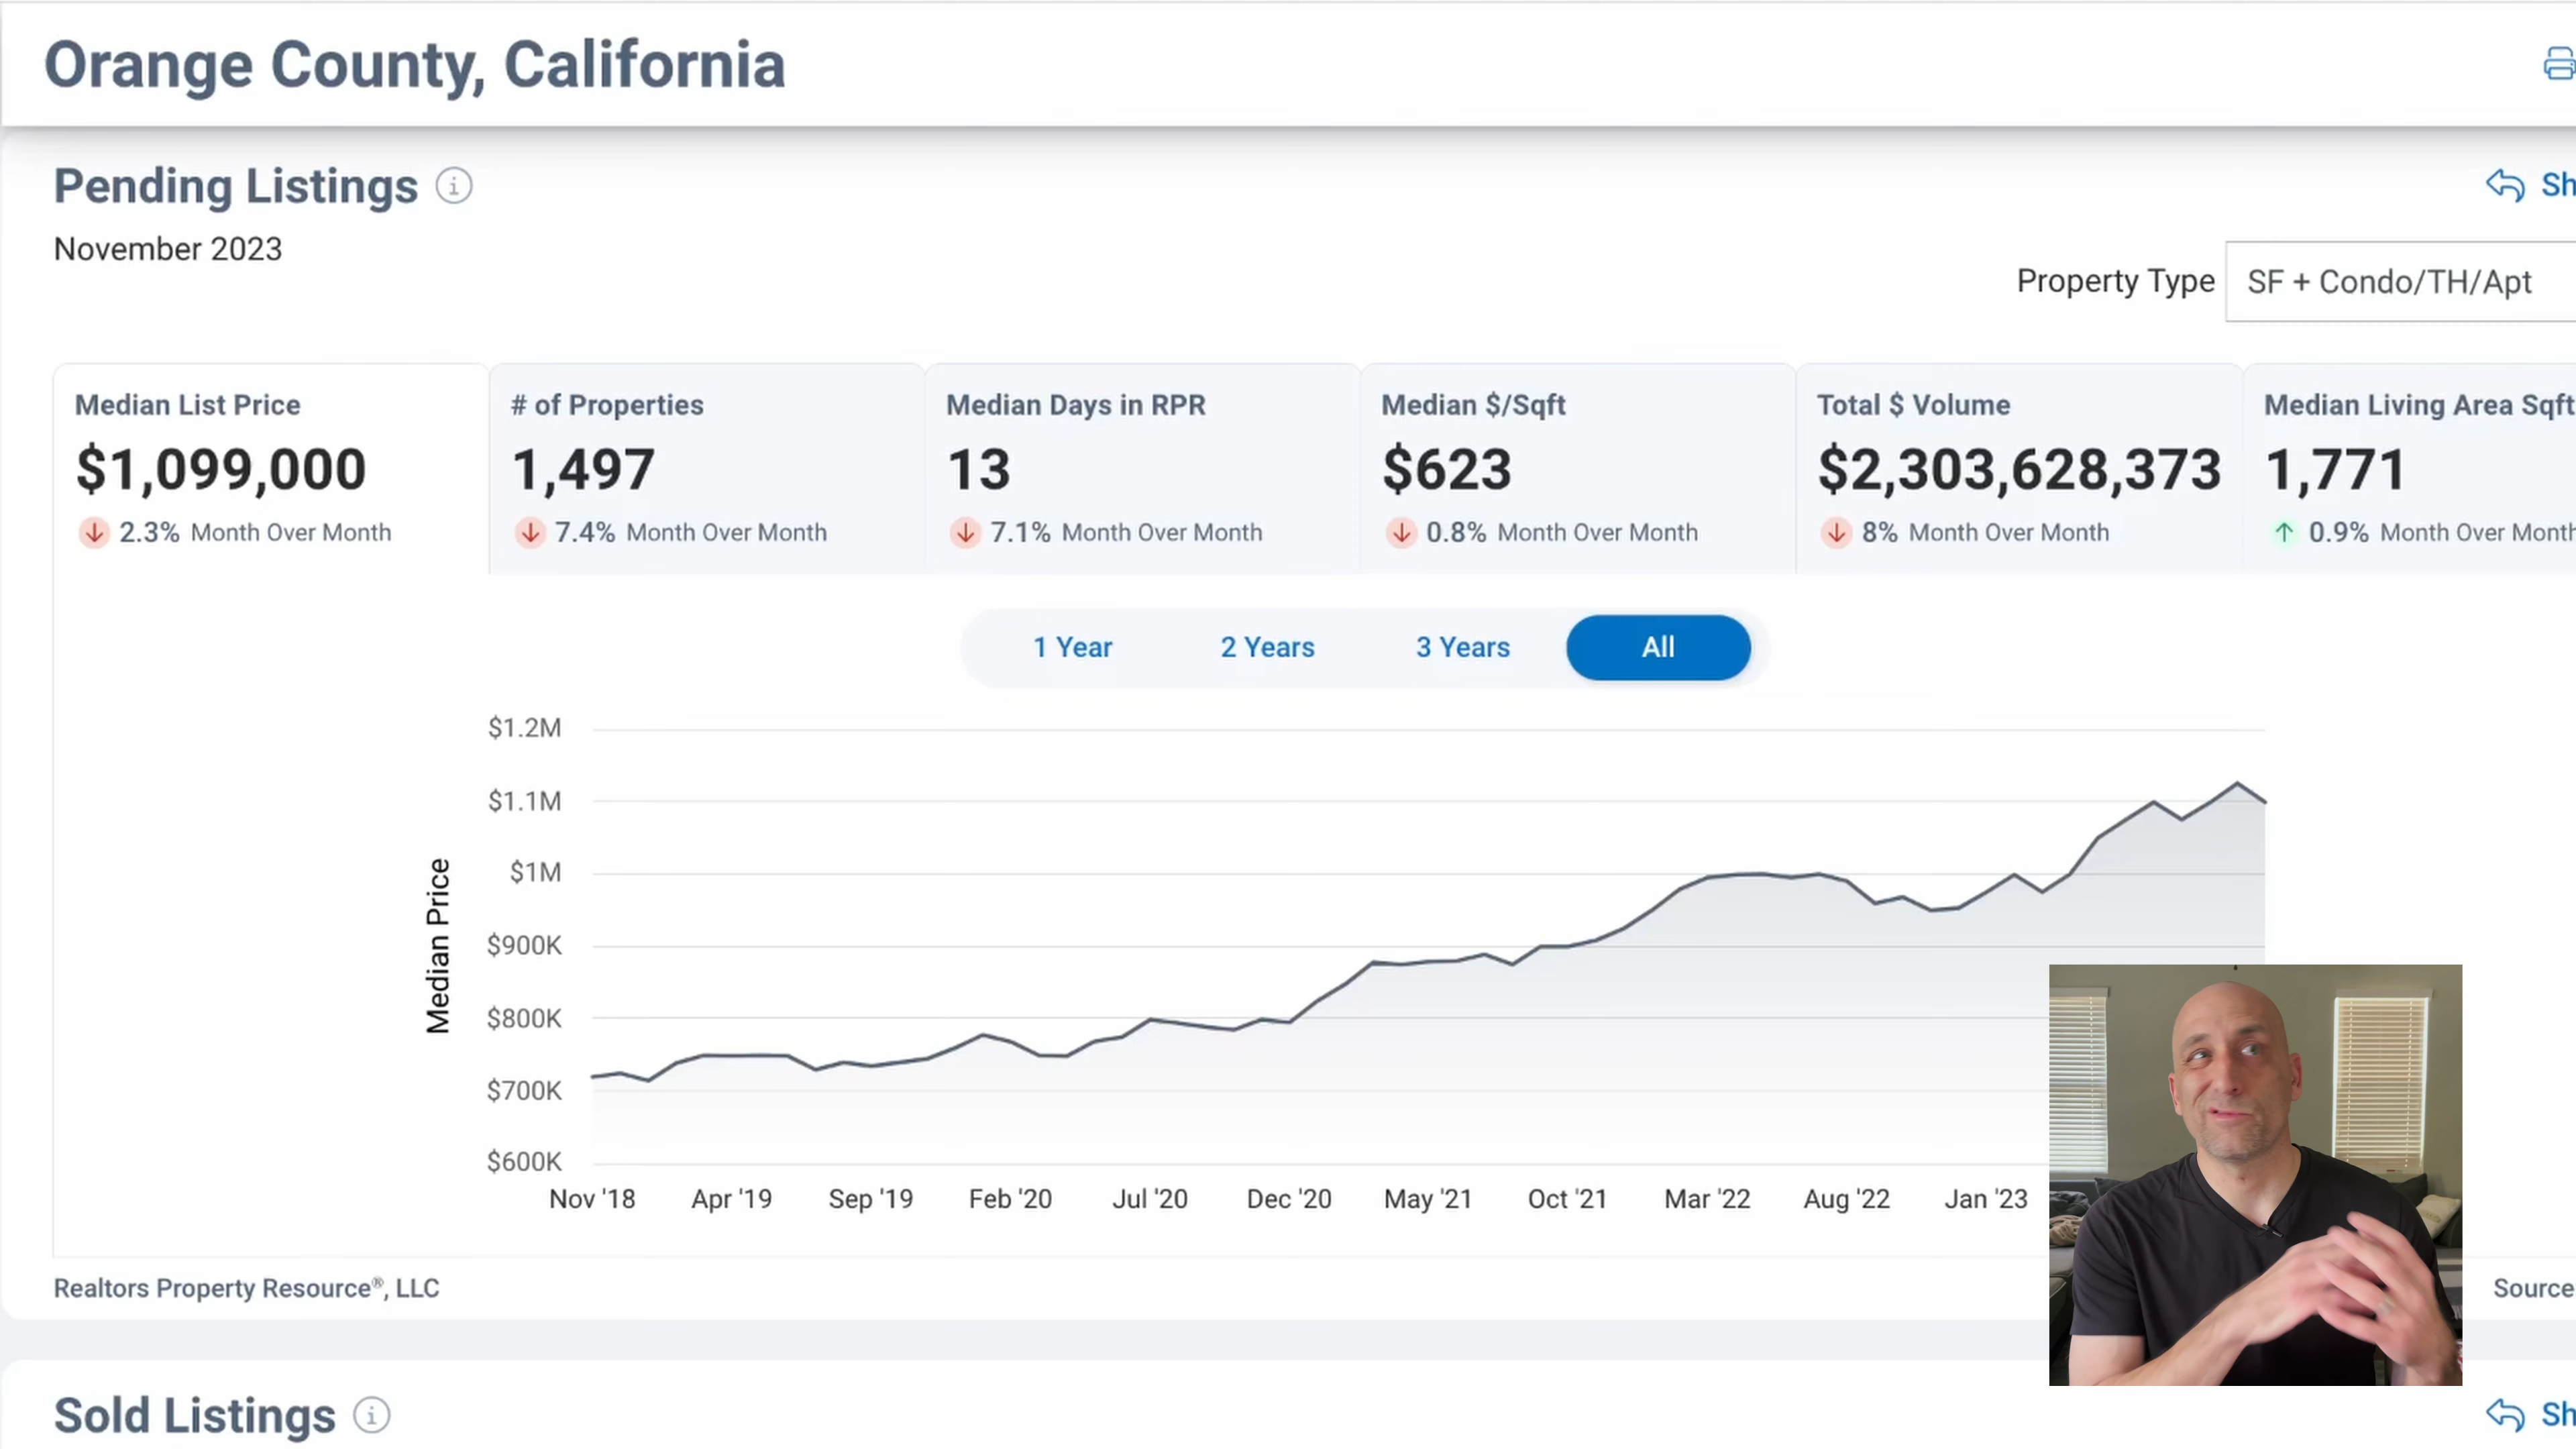 Orange County, California
Pending Listings
Sh
November 2023
Property Type SF + Condo/TH/Apt
Median List Price
$1,099,000
2.3% Month Over Month
# of Properties
1,497
7.4% Month Over Month
Median Days in RPR
13
7.1% Month Over Month
Median $/Sqft
$623
0.8% Month Over Month
Total $ Volume
$2,303,628,373
8% Month Over Month
Median Living Area Sqft
1,771
0.9% Month Over Month
1 Year 2 Years 3 Years All
Median Price
$1.2M
$1.1M
$1M
$900K
$800K
$700K
$600K
Nov '18 Apr '19 Sep '19 Feb '20 Jul '20 Dec '20 May '21 Oct '21 Mar '22 Aug '22 Jan '23
Realtors Property Resource®, LLC
Source
Sold Listings
Sh